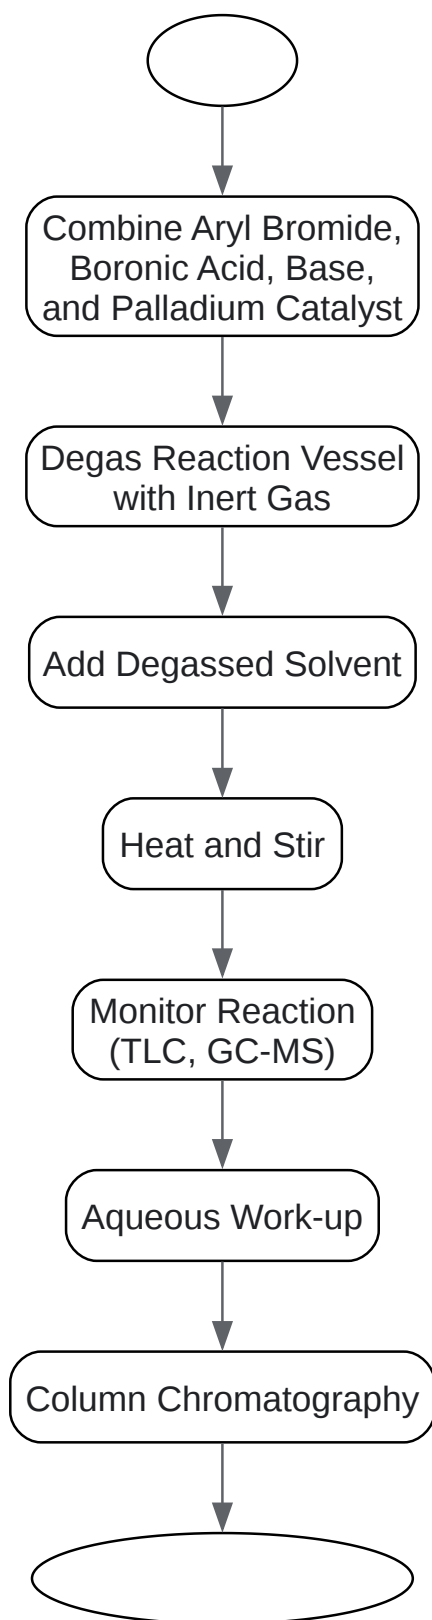 Combine Aryl Bromide,
Boronic Acid, Base,
and Palladium Catalyst
Degas Reaction Vessel
with Inert Gas
Add Degassed Solvent
Heat and Stir
Monitor Reaction
(TLC, GC-MS)
Aqueous Work-up
Column Chromatography